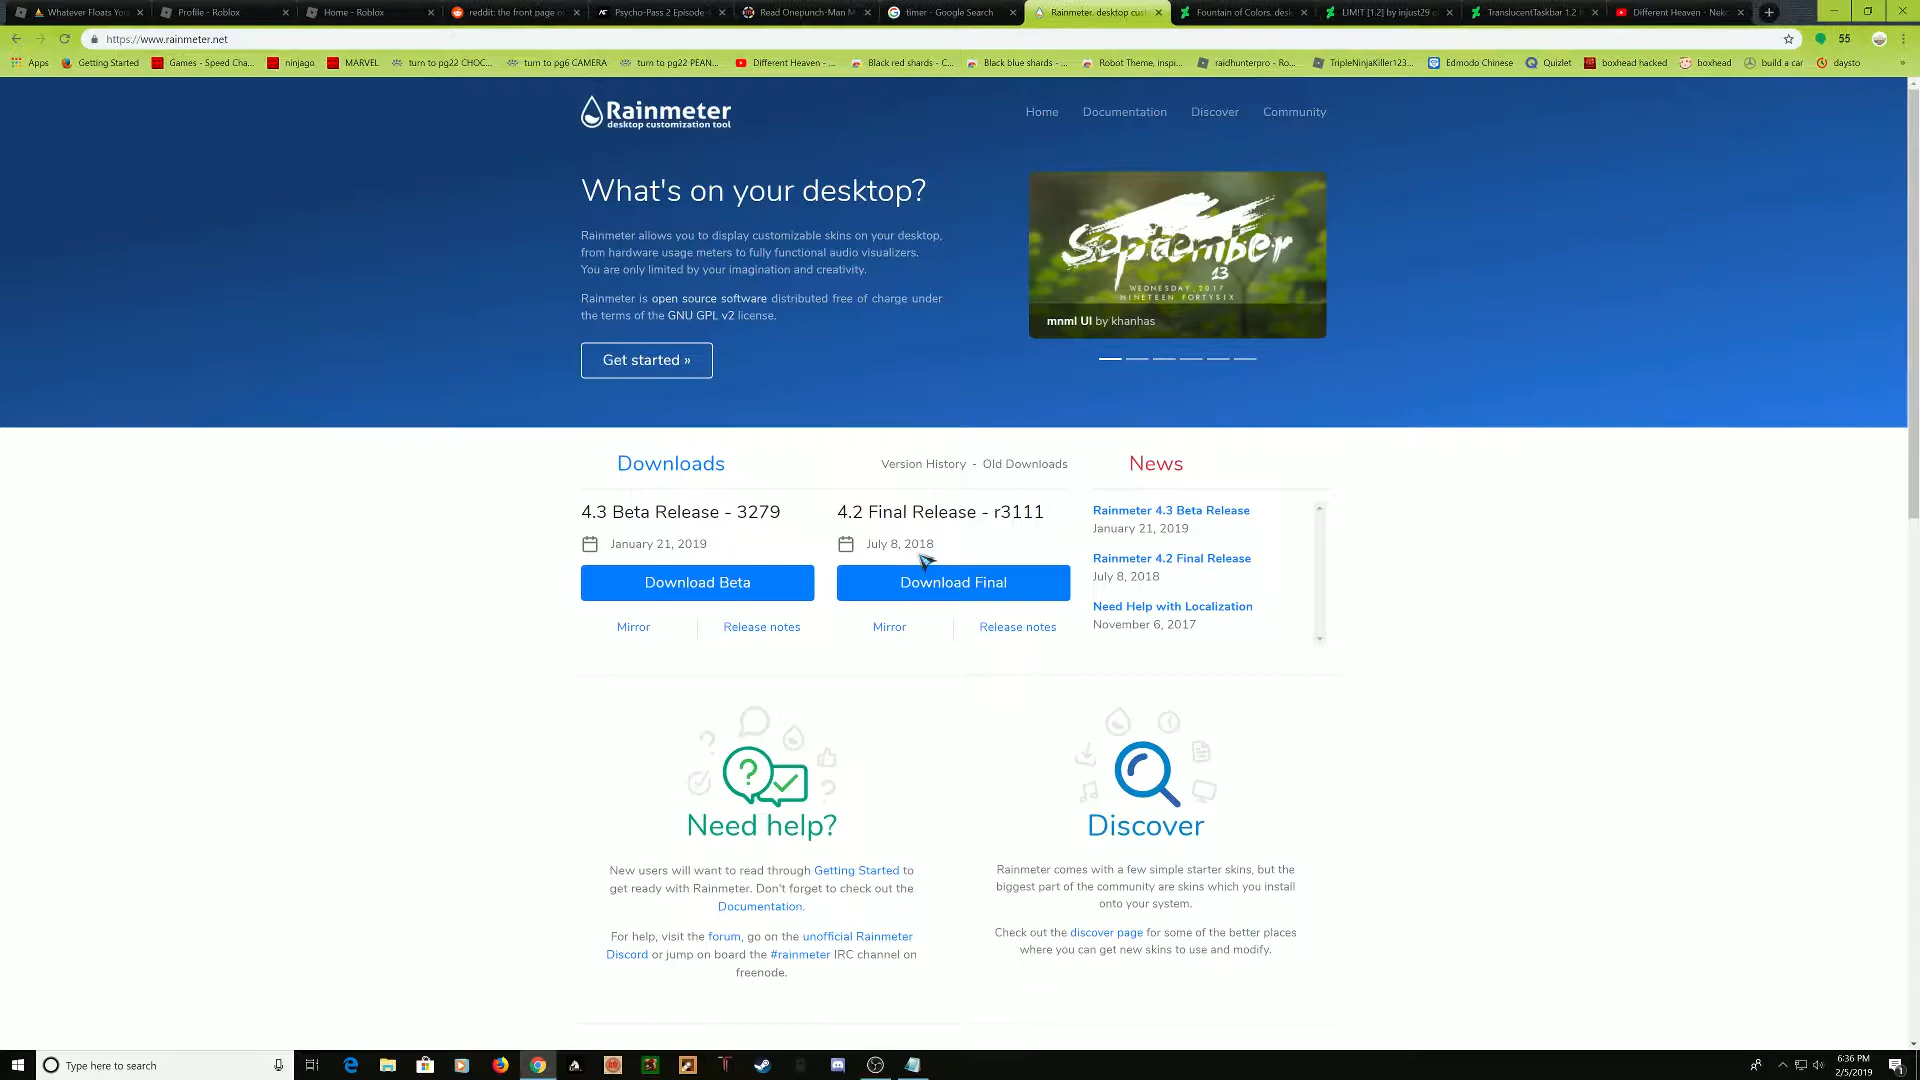 Whatever Floats You
Profile - Roblox
Home - Roblox
reddit: the front page o
Psycho-Pass 2 Episode
Read Onepunch-Man M
timer - Google Search
Rainmeter, desktop cus
Fountain of Colors, desk
LIMIT [1.2] by injust29 o
TranslucentTaskbar 1.2
Different Heaven - Nek
https://www.rainmeter.net
55
Apps
Getting Started
Games - Speed Cha...
ninjago
MARVEL
turn to pg22 CHOC...
turn to pg6 CAMERA
turn to pg22 PEAN...
Different Heaven - ...
Black red shards - C...
Black blue shards - ...
Robot Theme, inspi...
raidhunterpro - Ro...
TripleNinjaKiller123...
Edmodo Chinese
Quizlet
boxhead hacked
boxhead
build a car
daysto
»
Rainmeter
desktop customization tool
Home
Documentation
Discover
Community
What's on your desktop?
Rainmeter allows you to display customizable skins on your desktop,
from hardware usage meters to fully functional audio visualizers.
You are only limited by your imagination and creativity.
Rainmeter is open source software distributed free of charge under
the terms of the GNU GPL v2 license.
Get started »
September
13
WEDNESDAY, 2017
NINETEEN FORTYSIX
mnml UI by khanhas
Downloads
Version History - Old Downloads
4.3 Beta Release - 3279
January 21, 2019
Download Beta
Mirror
Release notes
4.2 Final Release - r3111
July 8, 2018
Download Final
Mirror
Release notes
News
Rainmeter 4.3 Beta Release
January 21, 2019
Rainmeter 4.2 Final Release
July 8, 2018
Need Help with Localization
November 6, 2017
Need help?
New users will want to read through Getting Started to
get ready with Rainmeter. Don't forget to check out the
Documentation.
For help, visit the forum, go on the unofficial Rainmeter
Discord or jump on board the #rainmeter IRC channel on
freenode.
Discover
Rainmeter comes with a few simple starter skins, but the
biggest part of the community are skins which you install
onto your system.
Check out the discover page for some of the better places
where you can get new skins to use and modify.
Type here to search
6:36 PM
2/5/2019